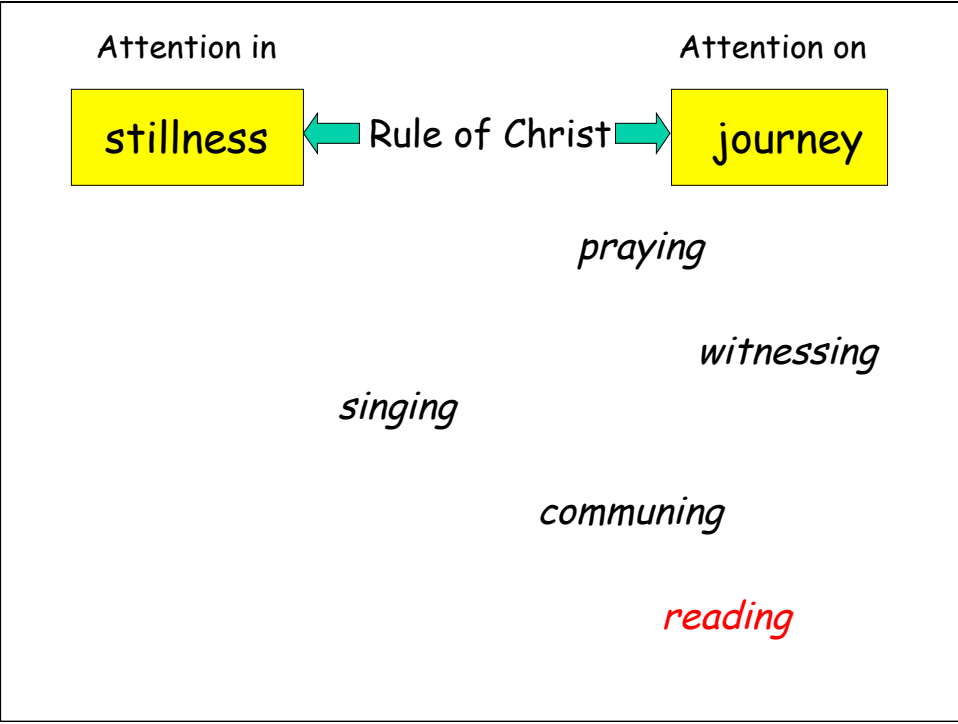 Attention in
Attention on
stillness
Rule of Christ
journey
praying
witnessing
singing
communing
reading